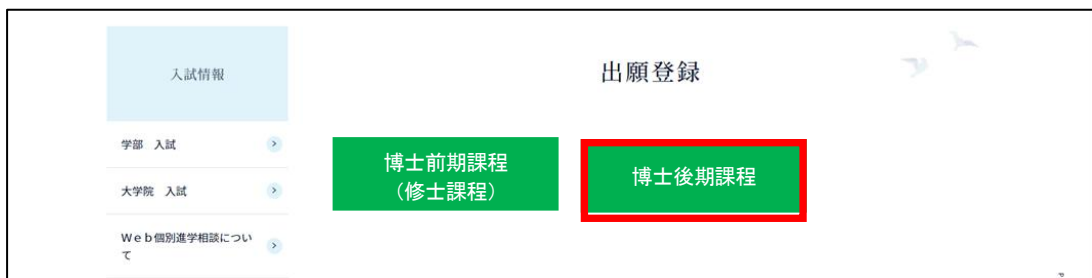 入試情報
出願登録
学部　入試
大学院　入試
Ｗｅｂ個別進学相談につい
て
博士前期課程
（修士課程）
博士後期課程